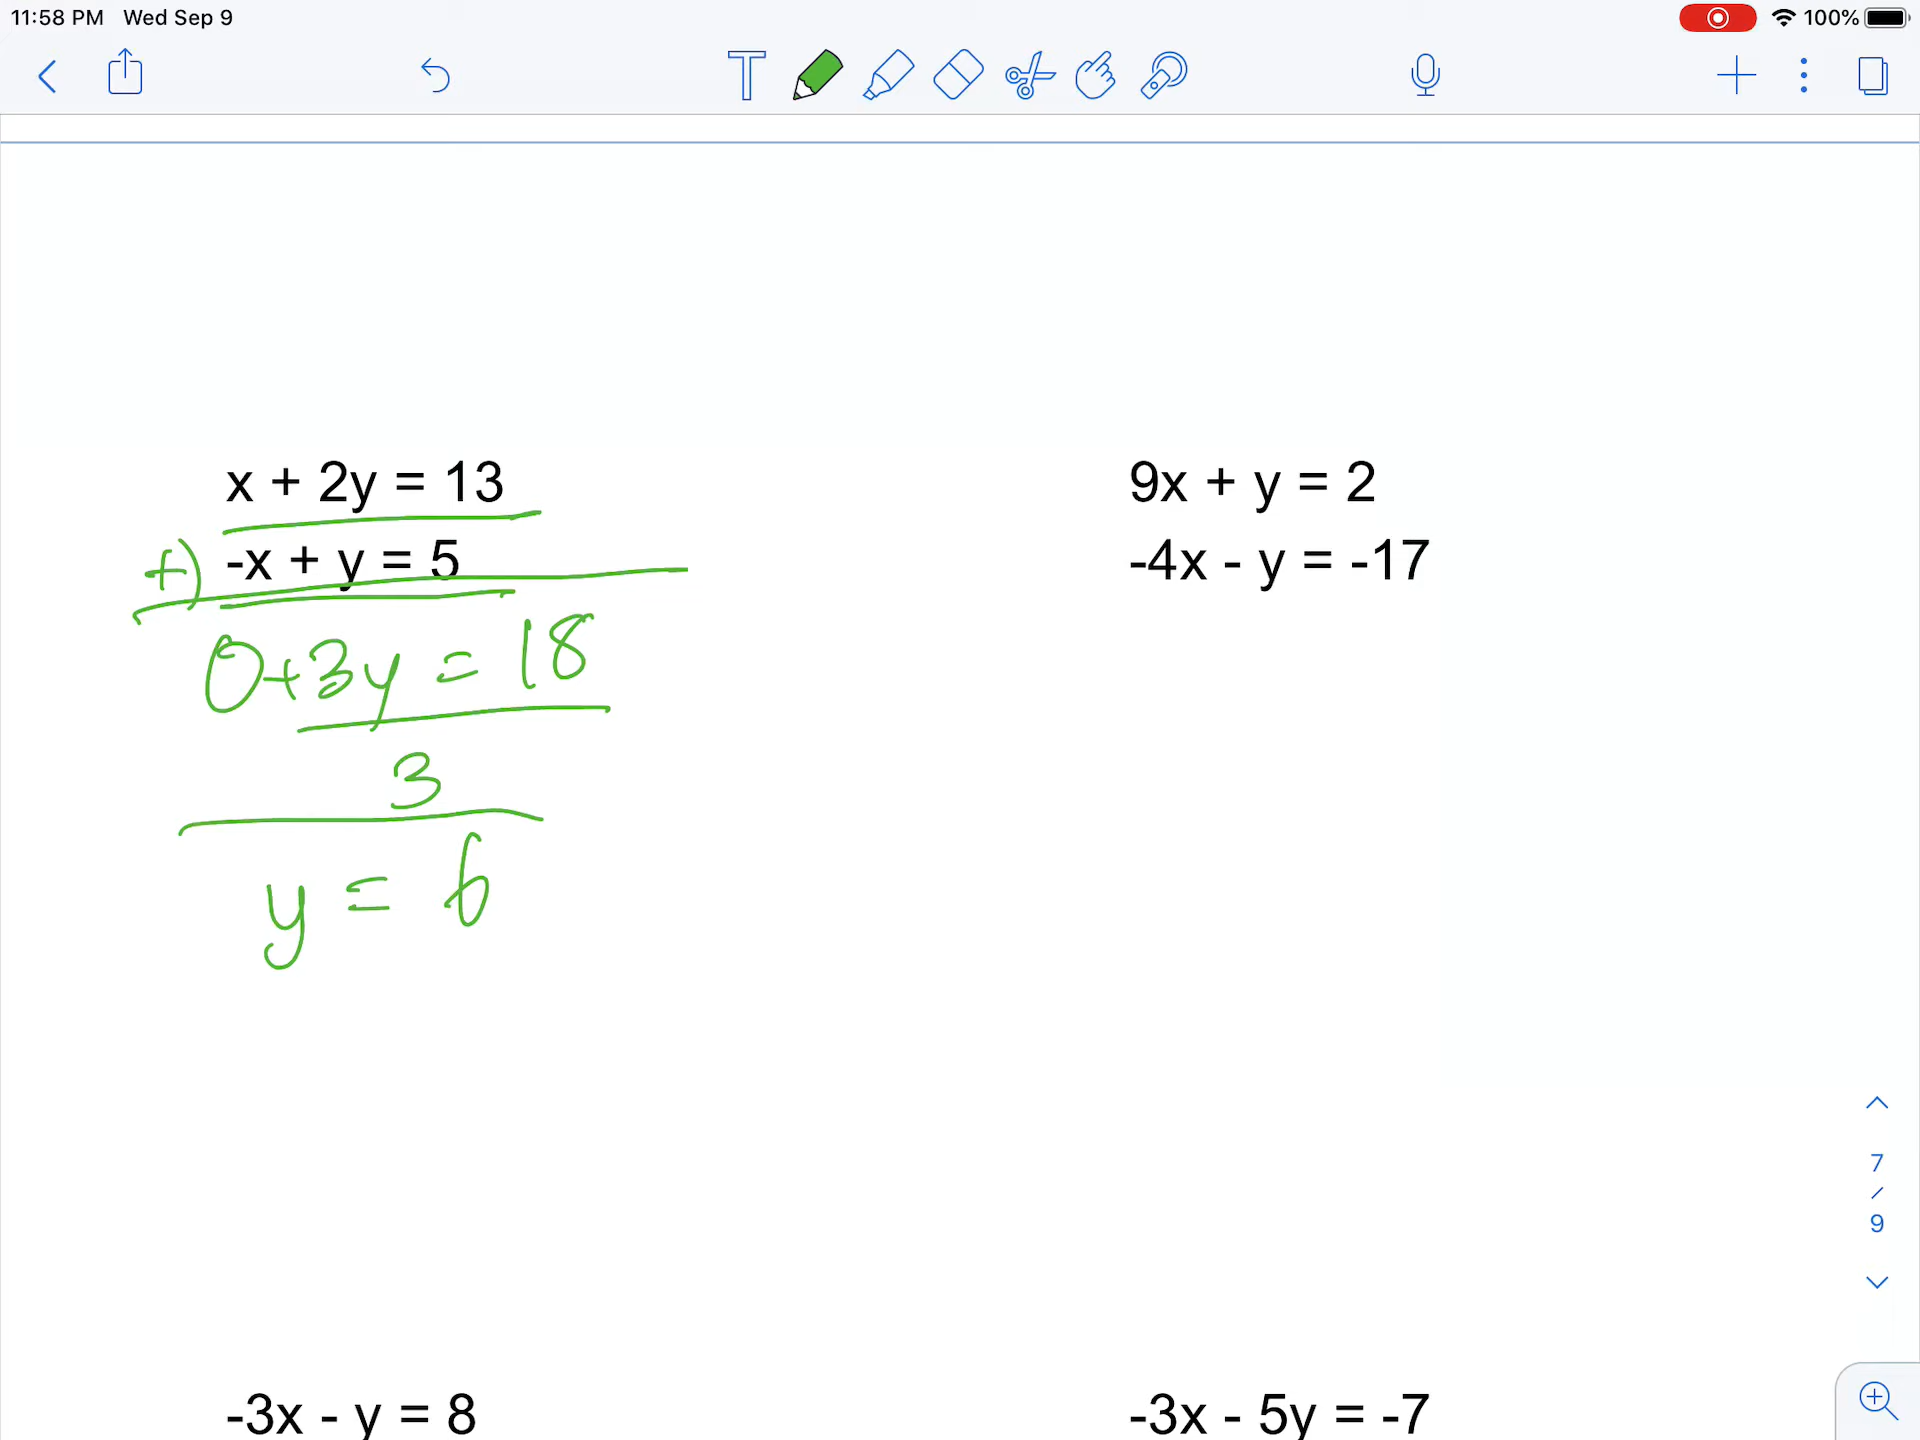 11:58 PM Wed Sep 9
100%
T
x + 2y = 13
+) -x + y = 5
0+3y = 18
3
y = 6
9x + y = 2
-4x - y = -17
7
/
9
-3x - y = 8
-3x - 5y = -7